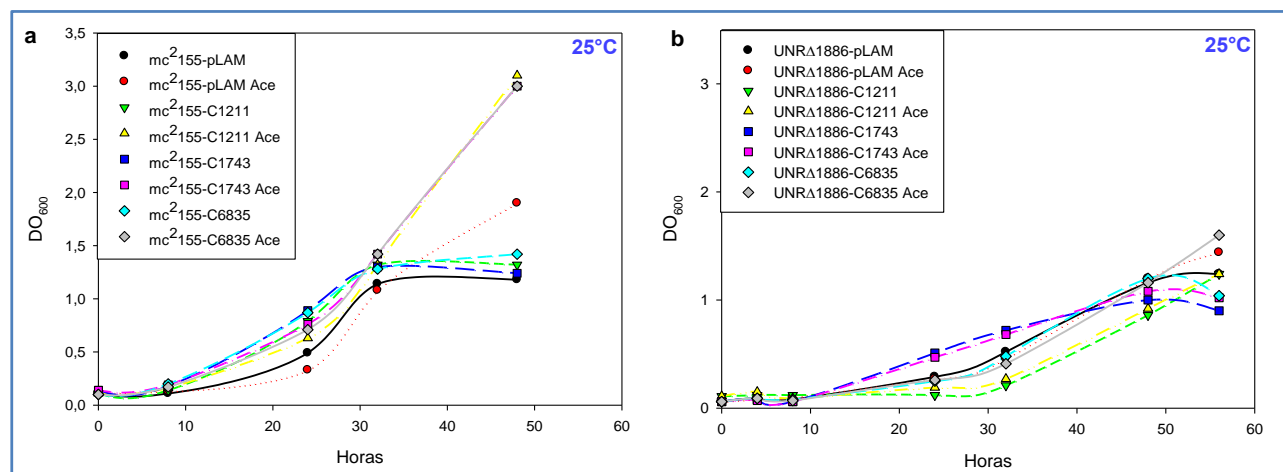 a
25°C
3,5
3,0
2,5
2,0
1,5
1,0
0,5
0,0
DO600
0 10 20 30 40 50 60
Horas
mc²155-pLAM
mc²155-pLAM Ace
mc²155-C1211
mc²155-C1211 Ace
mc²155-C1743
mc²155-C1743 Ace
mc²155-C6835
mc²155-C6835 Ace
b
25°C
3
2
1
0
DO600
0 10 20 30 40 50 60
Horas
UNRΔ1886-pLAM
UNRΔ1886-pLAM Ace
UNRΔ1886-C1211
UNRΔ1886-C1211 Ace
UNRΔ1886-C1743
UNRΔ1886-C1743 Ace
UNRΔ1886-C6835
UNRΔ1886-C6835 Ace